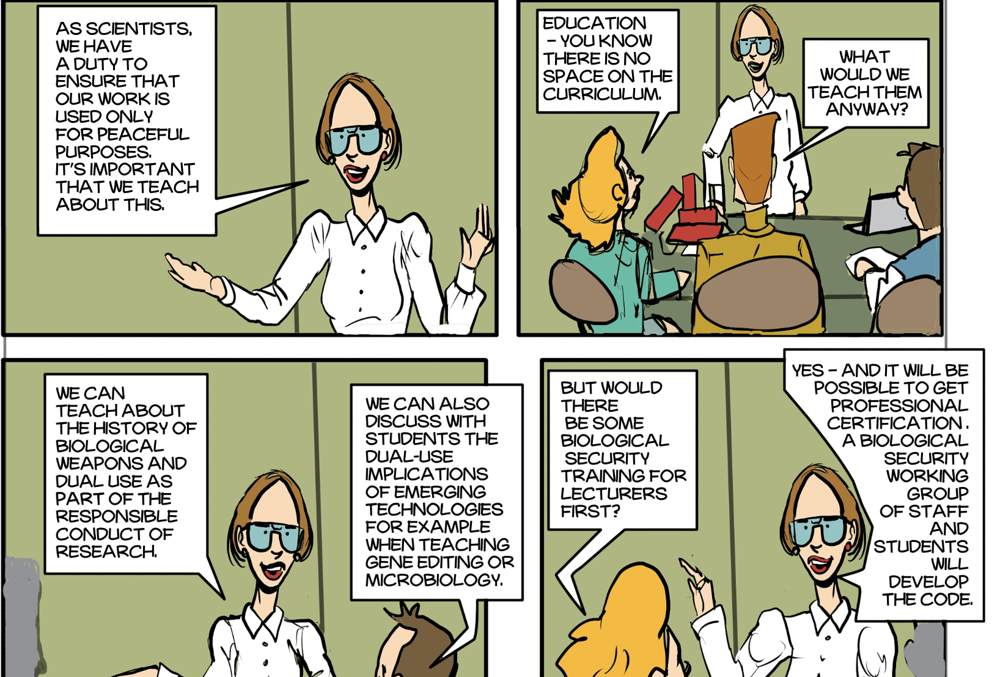 AS SCIENTISTS,
WE HAVE
A DUTY TO
ENSURE THAT
OUR WORK IS
USED ONLY
FOR PEACEFUL
PURPOSES.
IT'S IMPORTANT
THAT WE TEACH
ABOUT THIS.
EDUCATION
– YOU KNOW
THERE IS NO
SPACE ON THE
CURRICULUM.
WHAT
WOULD WE
TEACH THEM
ANYWAY?
WE CAN
TEACH ABOUT
THE HISTORY OF
BIOLOGICAL
WEAPONS AND
DUAL USE AS
PART OF THE
RESPONSIBLE
CONDUCT OF
RESEARCH.
WE CAN ALSO
DISCUSS WITH
STUDENTS THE
DUAL-USE
IMPLICATIONS
OF EMERGING
TECHNOLOGIES
FOR EXAMPLE
WHEN TEACHING
GENE EDITING OR
MICROBIOLOGY.
BUT WOULD
THERE
BE SOME
BIOLOGICAL
SECURITY
TRAINING FOR
LECTURERS
FIRST?
YES – AND IT WILL BE
POSSIBLE TO GET
PROFESSIONAL
CERTIFICATION .
A BIOLOGICAL
SECURITY
WORKING
GROUP
OF STAFF
AND
STUDENTS
WILL
DEVELOP
THE CODE.